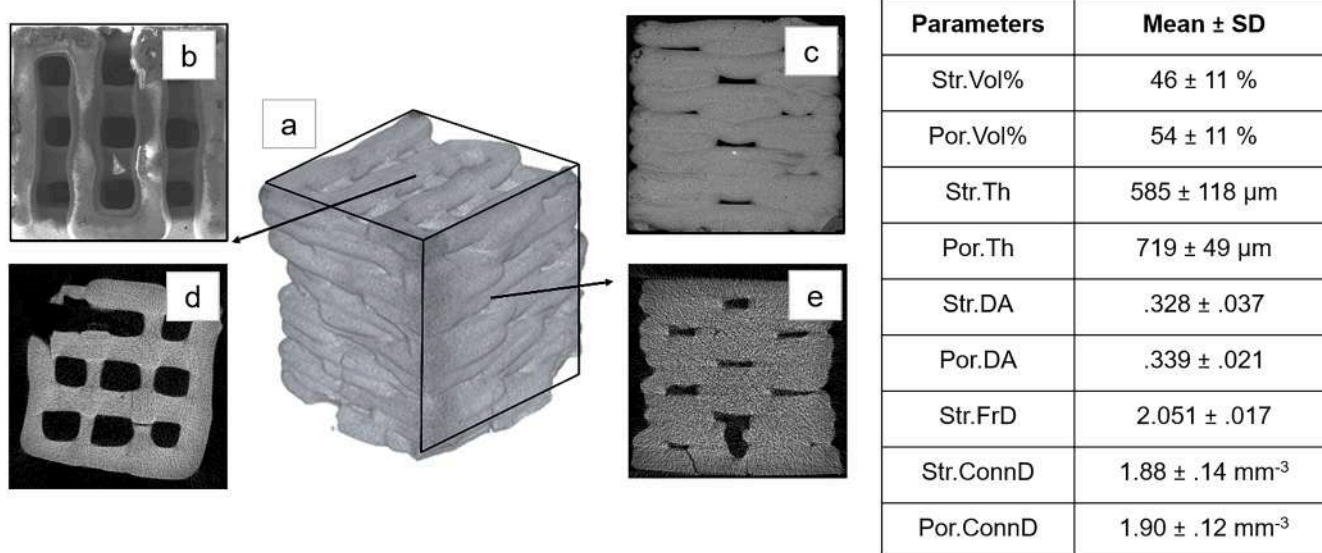 b
a
c
d
e
Parameters Mean ± SD
Str.Vol% 46 ± 11 %
Por.Vol% 54 ± 11 %
Str.Th 585 ± 118 µm
Por.Th 719 ± 49 µm
Str.DA .328 ± .037
Por.DA .339 ± .021
Str.FrD 2.051 ± .017
Str.ConnD 1.88 ± .14 mm-3
Por.ConnD 1.90 ± .12 mm-3